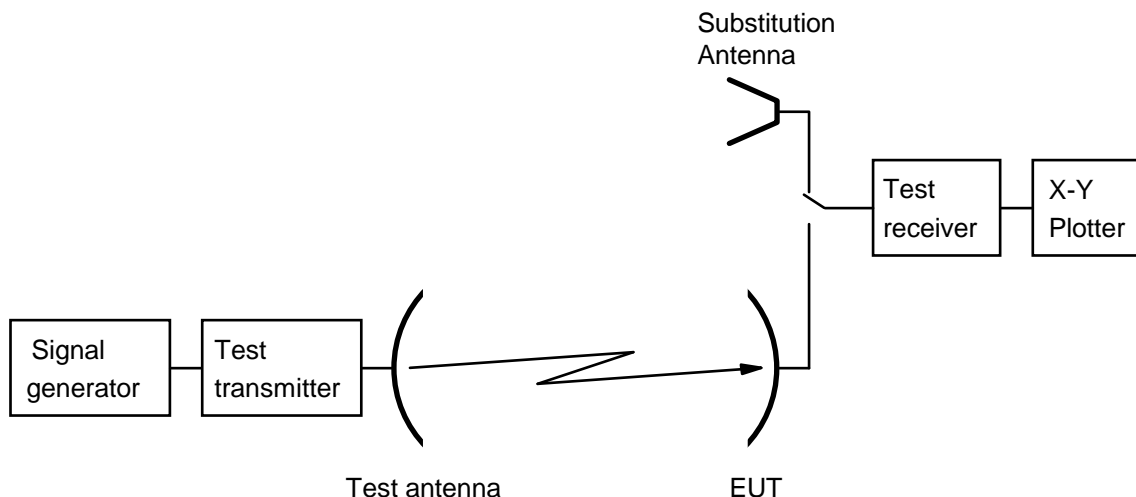 Substitution
Antenna
Test
receiver
X-Y
Plotter
Signal
generator
Test
transmitter
Test antenna
EUT